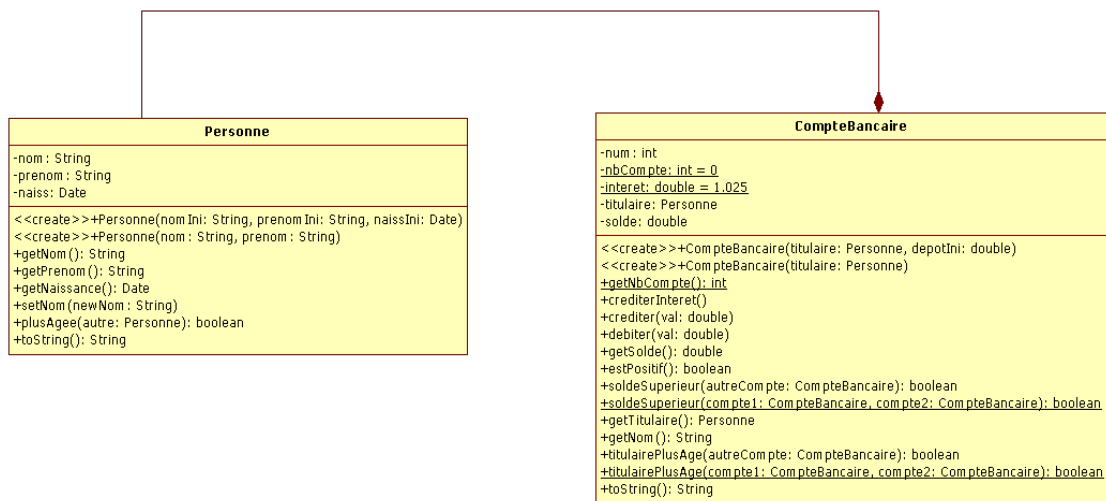 Personne
-nom : String
-prenom : String
-naiss: Date
<<create>>+Personne(nomIni: String, prenomIni: String, naissIni: Date)
<<create>>+Personne(nom : String, prenom : String)
+getNom(): String
+getPrenom(): String
+getNaissance(): Date
+setNom(newNom : String)
+plusAgee(autre: Personne): boolean
+toString(): String
CompteBancaire
-num : int
-nbCompte: int = 0
-interet: double = 1.025
-titulaire: Personne
-solde: double
<<create>>+CompteBancaire(titulaire: Personne, depotIni: double)
<<create>>+CompteBancaire(titulaire: Personne)
+getNbCompte(): int
+crediterInteret()
+crediter(val: double)
+debiter(val: double)
+getSolde(): double
+estPositif(): boolean
+soldeSuperieur(autreCompte: CompteBancaire): boolean
+soldeSuperieur(compte1: CompteBancaire, compte2: CompteBancaire): boolean
+getTitulaire(): Personne
+getNom(): String
+titulairePlusAge(autreCompte: CompteBancaire): boolean
+titulairePlusAge(compte1: CompteBancaire, compte2: CompteBancaire): boolean
+toString(): String